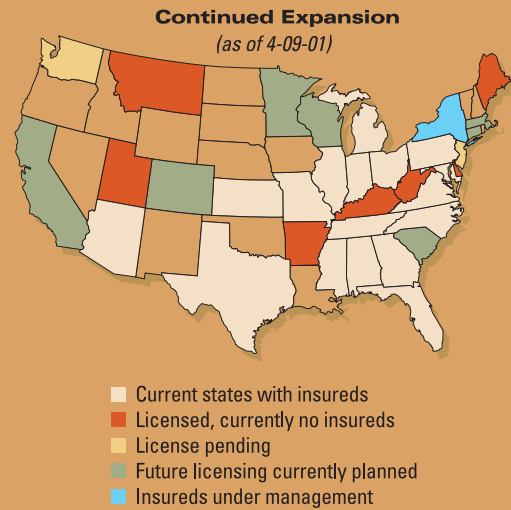 Continued Expansion
(as of 4-09-01)
Current states with insureds
Licensed, currently no insureds
License pending
Future licensing currently planned
Insureds under management